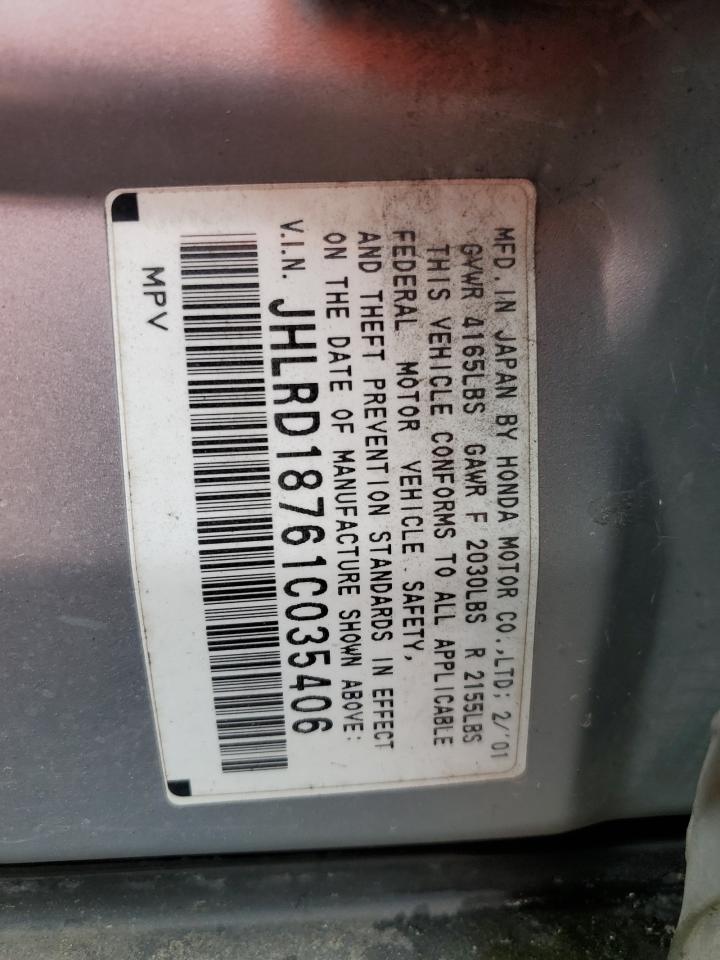 MFD. IN JAPAN BY HONDA MOTOR CO.,LTD; 2/'01
GVWR 4165LBS GAWR F 2030LBS R 2155LBS
THIS VEHICLE CONFORMS TO ALL APPLICABLE
FEDERAL MOTOR VEHICLE SAFETY,
AND THEFT PREVENTION STANDARDS IN EFFECT
ON THE DATE OF MANUFACTURE SHOWN ABOVE:
V.I.N. JHLRD18761C035406
MPV